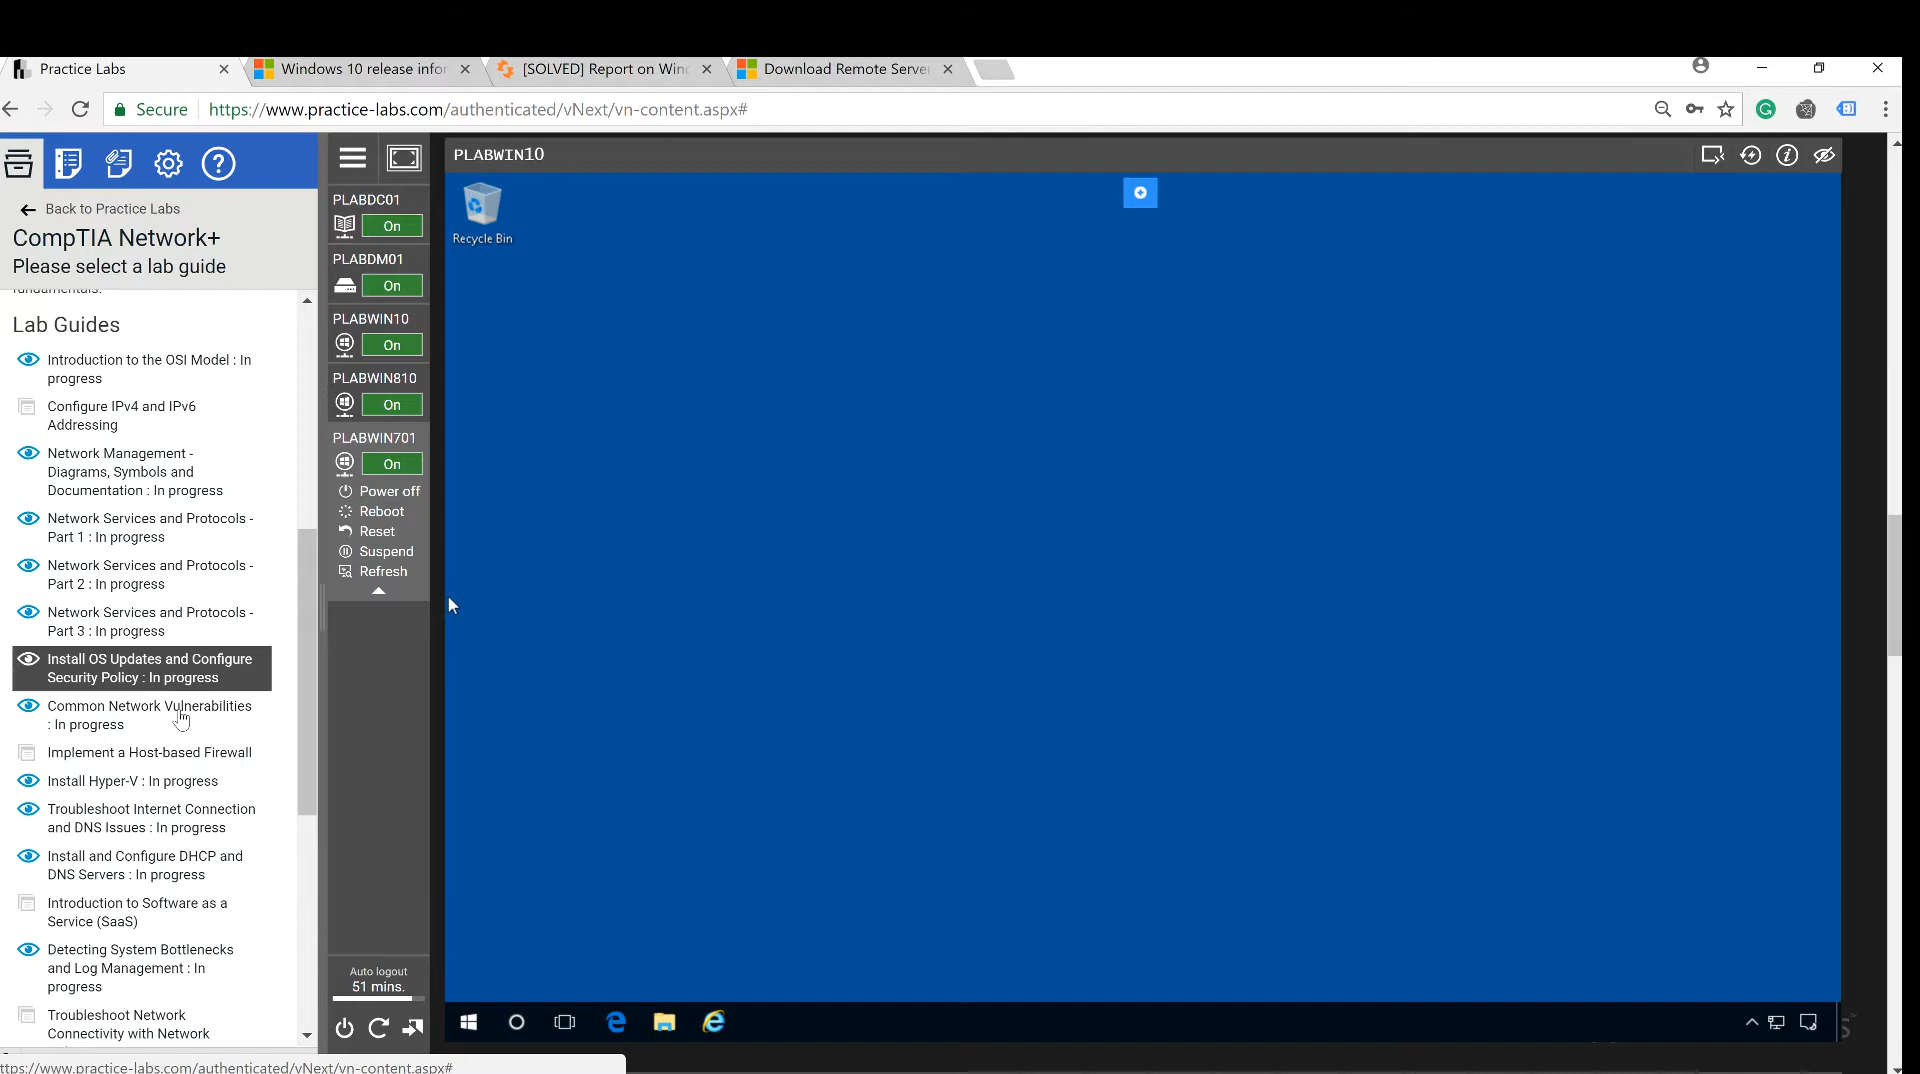 Practice Labs
Windows 10 release infor
[SOLVED] Report on Wind
Download Remote Server
Secure
https://www.practice-labs.com/authenticated/vNext/vn-content.aspx#
Back to Practice Labs
CompTIA Network+
Please select a lab guide
fundamentals.
Lab Guides
Introduction to the OSI Model : In
progress
Configure IPv4 and IPv6
Addressing
Network Management -
Diagrams, Symbols and
Documentation : In progress
Network Services and Protocols -
Part 1 : In progress
Network Services and Protocols -
Part 2 : In progress
Network Services and Protocols -
Part 3 : In progress
Install OS Updates and Configure
Security Policy : In progress
Common Network Vulnerabilities
: In progress
Implement a Host-based Firewall
Install Hyper-V : In progress
Troubleshoot Internet Connection
and DNS Issues : In progress
Install and Configure DHCP and
DNS Servers : In progress
Introduction to Software as a
Service (SaaS)
Detecting System Bottlenecks
and Log Management : In
progress
Troubleshoot Network
Connectivity with Network
ttps://www.practice-labs.com/authenticated/vNext/vn-content.aspx#
PLABDC01
On
PLABDM01
On
PLABWIN10
On
PLABWIN810
On
PLABWIN701
On
Power off
Reboot
Reset
Suspend
Refresh
Auto logout
51 mins.
PLABWIN10
Recycle Bin